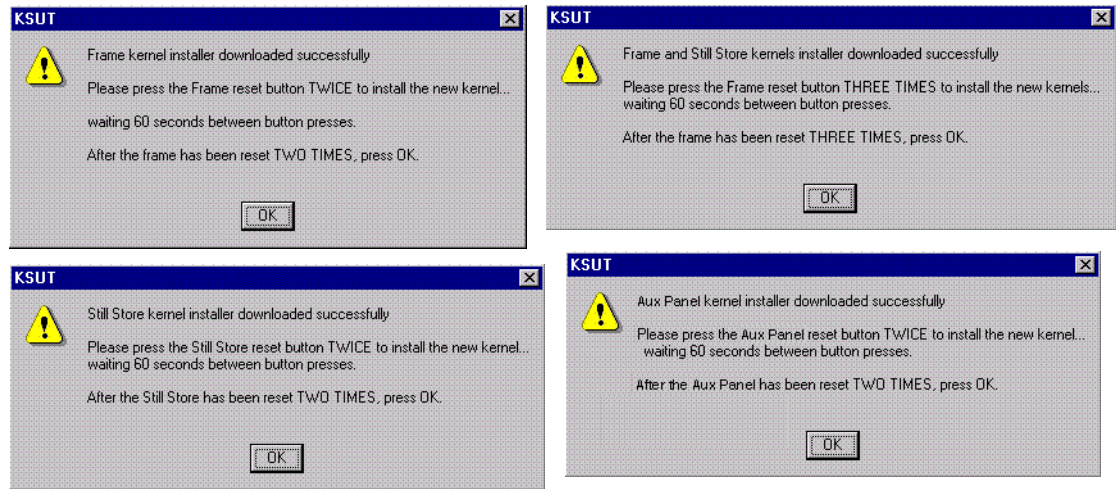 KSUT
Frame kernel installer downloaded successfully
Please press the Frame reset button TWICE to install the new kernel...
waiting 60 seconds between button presses.
After the frame has been reset TWO TIMES, press OK.
OK
KSUT
Frame and Still Store kernels installer downloaded successfully
Please press the Frame reset button THREE TIMES to install the new kernels...
waiting 60 seconds between button presses.
After the frame has been reset THREE TIMES, press OK.
OK
KSUT
Still Store kernel installer downloaded successfully
Please press the Still Store reset button TWICE to install the new kernel...
waiting 60 seconds between button presses.
After the Still Store has been reset TWO TIMES, press OK.
OK
KSUT
Aux Panel kernel installer downloaded successfully
Please press the Aux Panel reset button TWICE to install the new kernel...
waiting 60 seconds between button presses.
After the Aux Panel has been reset TWO TIMES, press OK.
OK